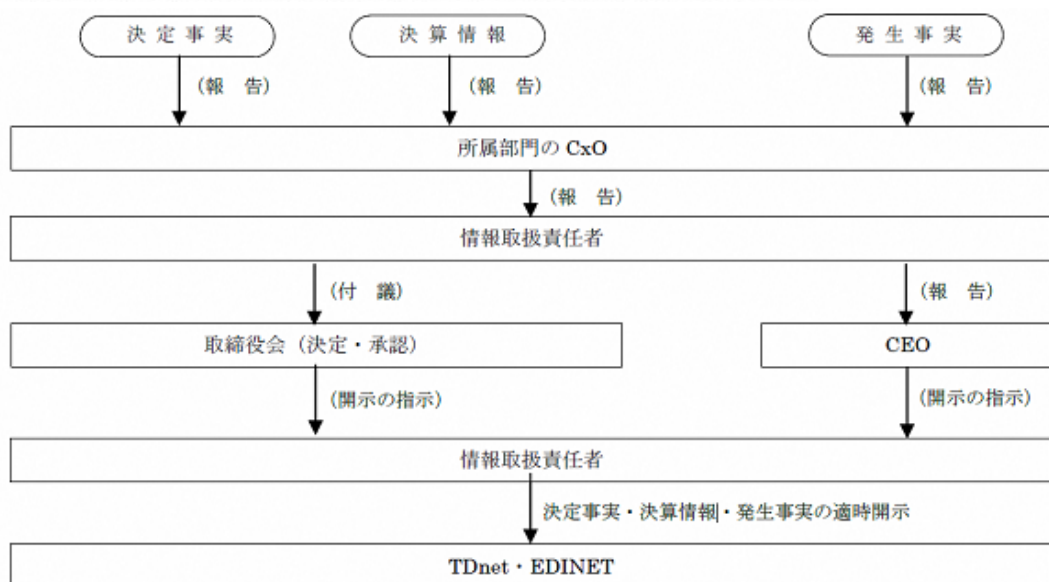 決 定 事 実 決 算 情 報 発 生 事 実
(報 告) (報 告) (報 告)
所属部門の CxO
(報 告)
情報取扱責任者
(付 議) (報 告)
取締役会（決定・承認） CEO
(開示の指示) (開示の指示)
情報取扱責任者
決定事実・決算情報・発生事実の適時開示
TDnet・EDINET